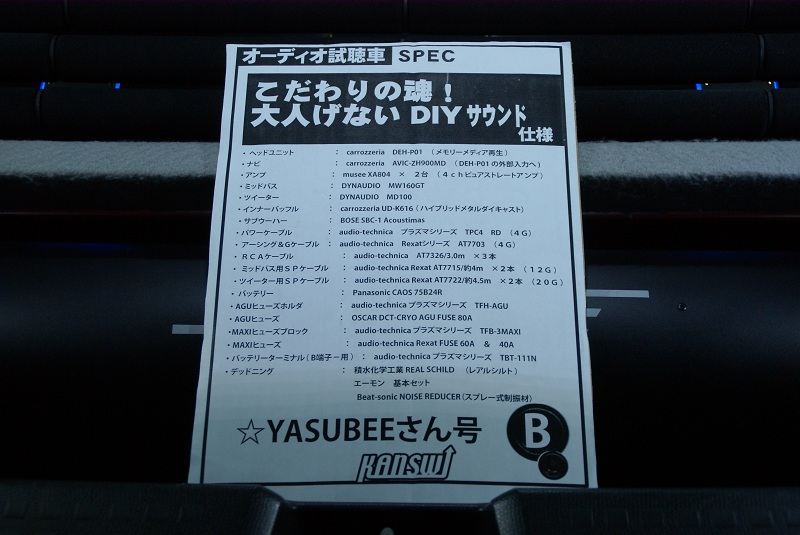 オーディオ試聴車 SPEC
こだわりの魂！
大人げない DIY サウンド
仕様
・ヘッドユニット ： carrozzeria DEH-P01 （メモリーメディア再生）
・ナビ ： carrozzeria AVIC-ZH900MD （DEH-P01 の外部入力へ）
・アンプ ： musee XA804 × ２台 （４ｃｈピュアストレートアンプ）
・ミッドバス ： DYNAUDIO MW160GT
・ツイーター ： DYNAUDIO MD100
・インナーバッフル ： carrozzeria UD-K616（ハイブリッドメタルダイキャスト）
・サブウーハー ： BOSE SBC-1 Acoustimas
・パワーケーブル ： audio-technica プラズマシリーズ TPC4 RD （４Ｇ）
・アーシング＆Gケーブル ： audio-technica Rexatシリーズ AT7703（４Ｇ）
・ＲＣＡケーブル ： audio-technica AT7326/3.0m ×３本
・ミッドバス用ＳＰケーブル ： audio-technica Rexat AT7715/約4m ×２本（１２Ｇ）
・ツイーター用ＳＰケーブル ： audio-technica Rexat AT7722/約4.5m ×２本（２０Ｇ）
・バッテリー ： Panasonic CAOS 75B24R
・AGUヒューズホルダ ： audio-technica プラズマシリーズ TFH-AGU
・AGUヒューズ ： OSCAR DCT-CRYO AGU FUSE 80A
・MAXIヒューズブロック ： audio-technica プラズマシリーズ TFB-3MAXI
・MAXIヒューズ ： audio-technica Rexat FUSE 60A ＆ 40A
・バッテリーターミナル（B端子－用） ： audio-technica プラズマシリーズ TBT-111N
・デッドニング ： 積水化学工業 REAL SCHILD （レアルシルト）
エーモン 基本セット
Beat-sonic NOISE REDUCER（スプレー式制振材）
☆YASUBEEさん号 B
KANSWI